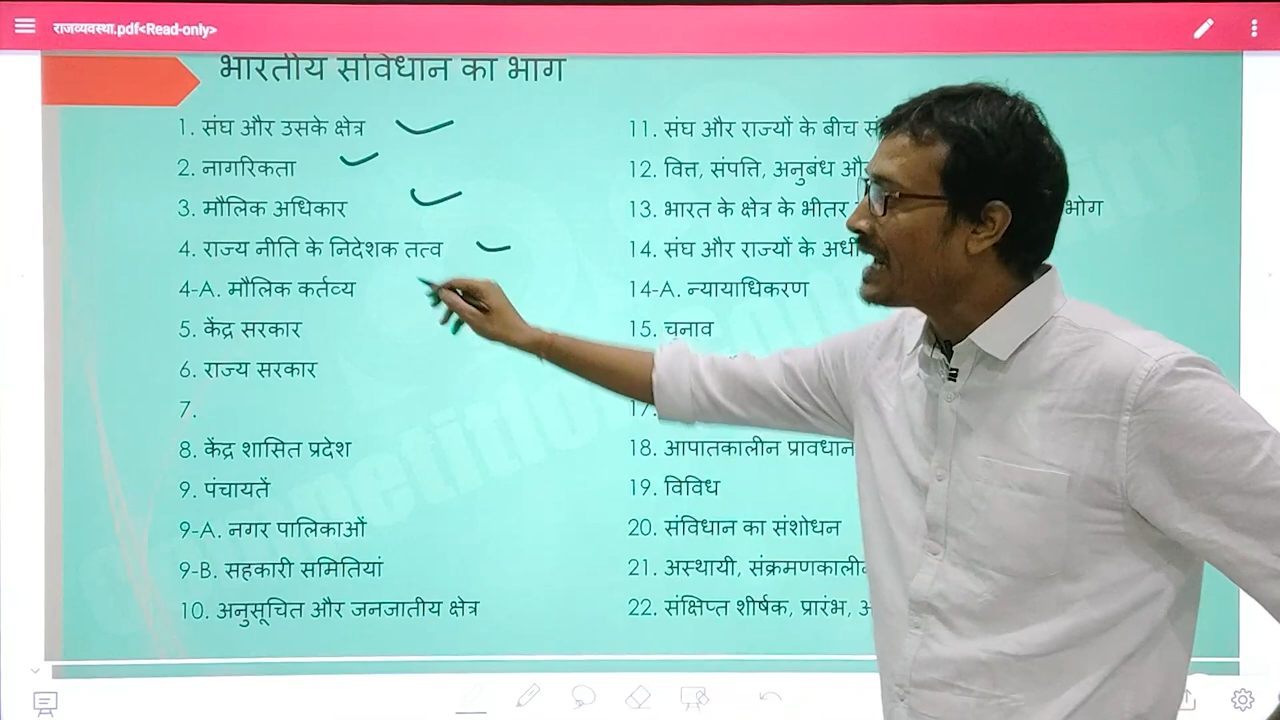 राजव्यवस्था.pdf<Read-only>
भारतीय संविधान का भाग
1. संघ और उसके क्षेत्र
2. नागरिकता
3. मौलिक अधिकार
4. राज्य नीति के निदेशक तत्व
4-A. मौलिक कर्तव्य
5. केंद्र सरकार
6. राज्य सरकार
7.
8. केंद्र शासित प्रदेश
9. पंचायतें
9-A. नगर पालिकाओं
9-B. सहकारी समितियां
10. अनुसूचित और जनजातीय क्षेत्र
11. संघ और राज्यों के बीच
12. वित्त, संपत्ति, अनुबंध
13. भारत के क्षेत्र के भीतर भोग
14. संघ और राज्यों के
14-A. न्यायाधिकरण
15. चुनाव
17.
18. आपातकालीन प्रावधान
19. विविध
20. संविधान का संशोधन
21. अस्थायी,
22. संक्षिप्त शीर्षक, प्रारंभ,